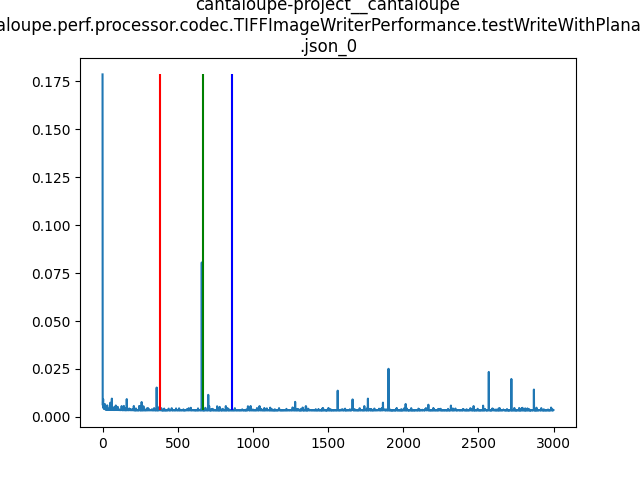 cantaloupe-project__cantaloupe
aloupe.perf.processor.codec.TIFFImageWriterPerformance.testWriteWithPlana
.json_0
0.175
0.150
0.125
0.100
0.075
0.050
0.025
0.000
0 500 1000 1500 2000 2500 3000